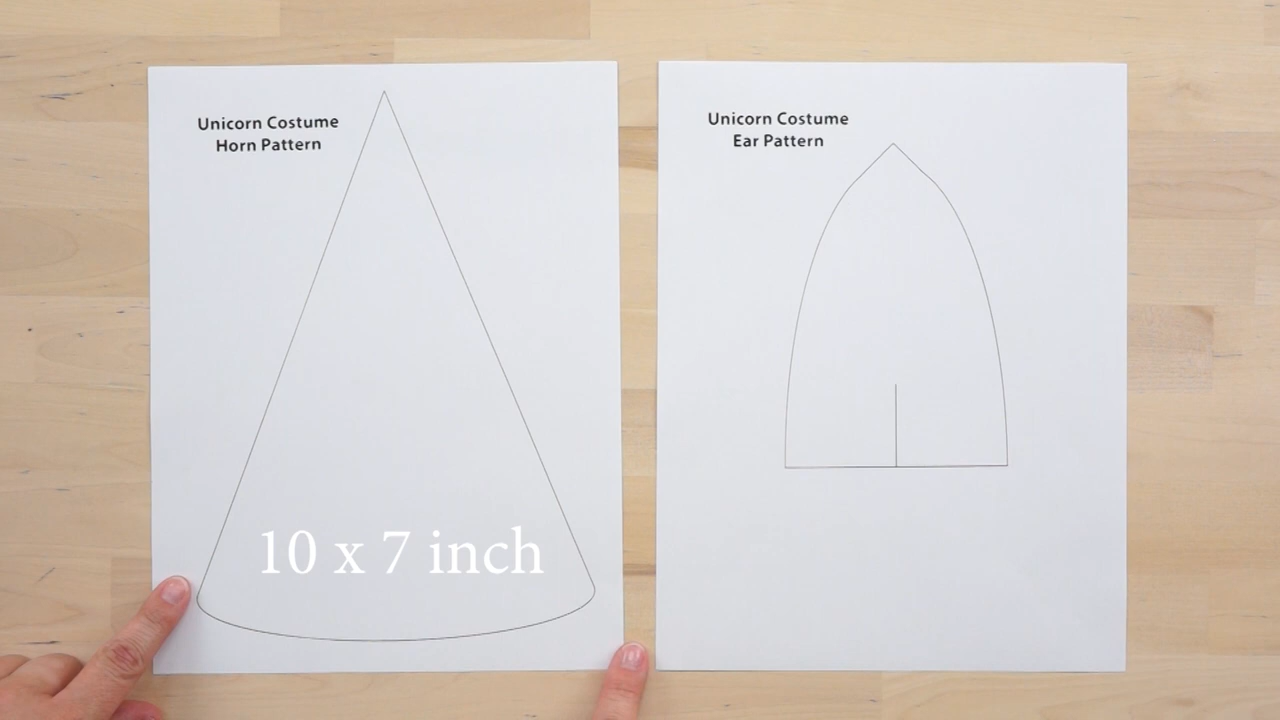 Unicorn Costume
Horn Pattern
10 x 7 inch
Unicorn Costume
Ear Pattern